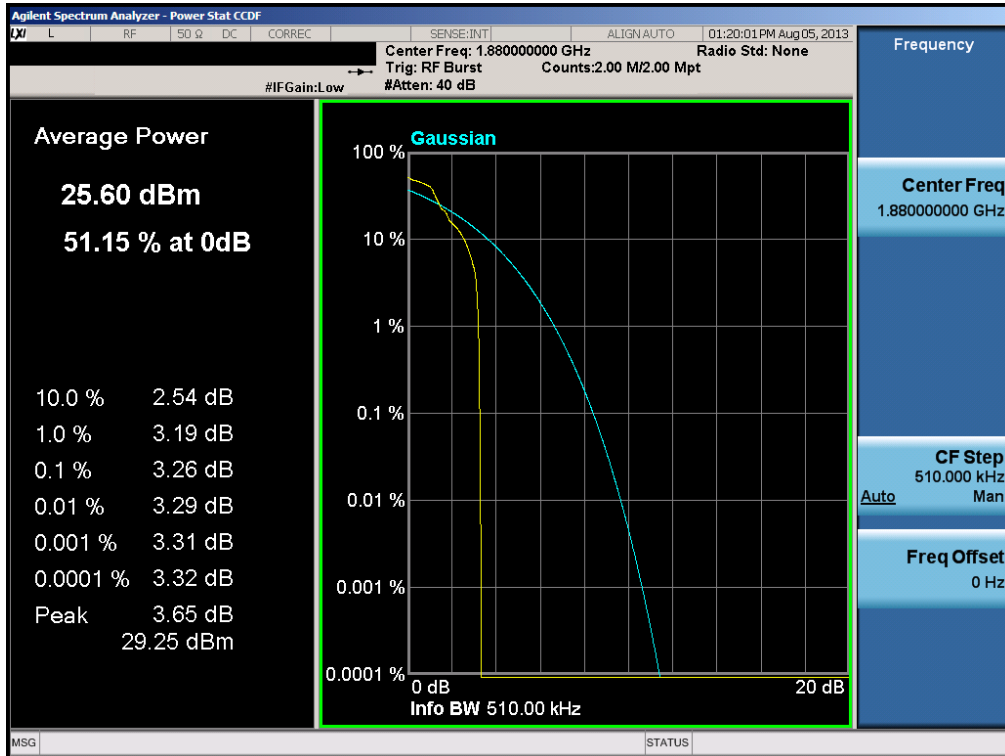 Agilent Spectrum Analyzer - Power Stat CCDF
LXI L RF 50 Ω DC CORREC SENSE:INT ALIGN AUTO 01:20:01 PM Aug 05, 2013
Center Freq: 1.880000000 GHz Radio Std: None
Trig: RF Burst Counts:2.00 M/2.00 Mpt
#IFGain:Low #Atten: 40 dB
Average Power
25.60 dBm
51.15 % at 0dB
10.0 % 2.54 dB
1.0 % 3.19 dB
0.1 % 3.26 dB
0.01 % 3.29 dB
0.001 % 3.31 dB
0.0001 % 3.32 dB
Peak 3.65 dB
29.25 dBm
Gaussian
100 %
10 %
1 %
0.1 %
0.01 %
0.001 %
0.0001 %
0 dB 20 dB
Info BW 510.00 kHz
Frequency
Center Freq
1.880000000 GHz
CF Step
510.000 kHz
Auto Man
Freq Offset
0 Hz
MSG STATUS